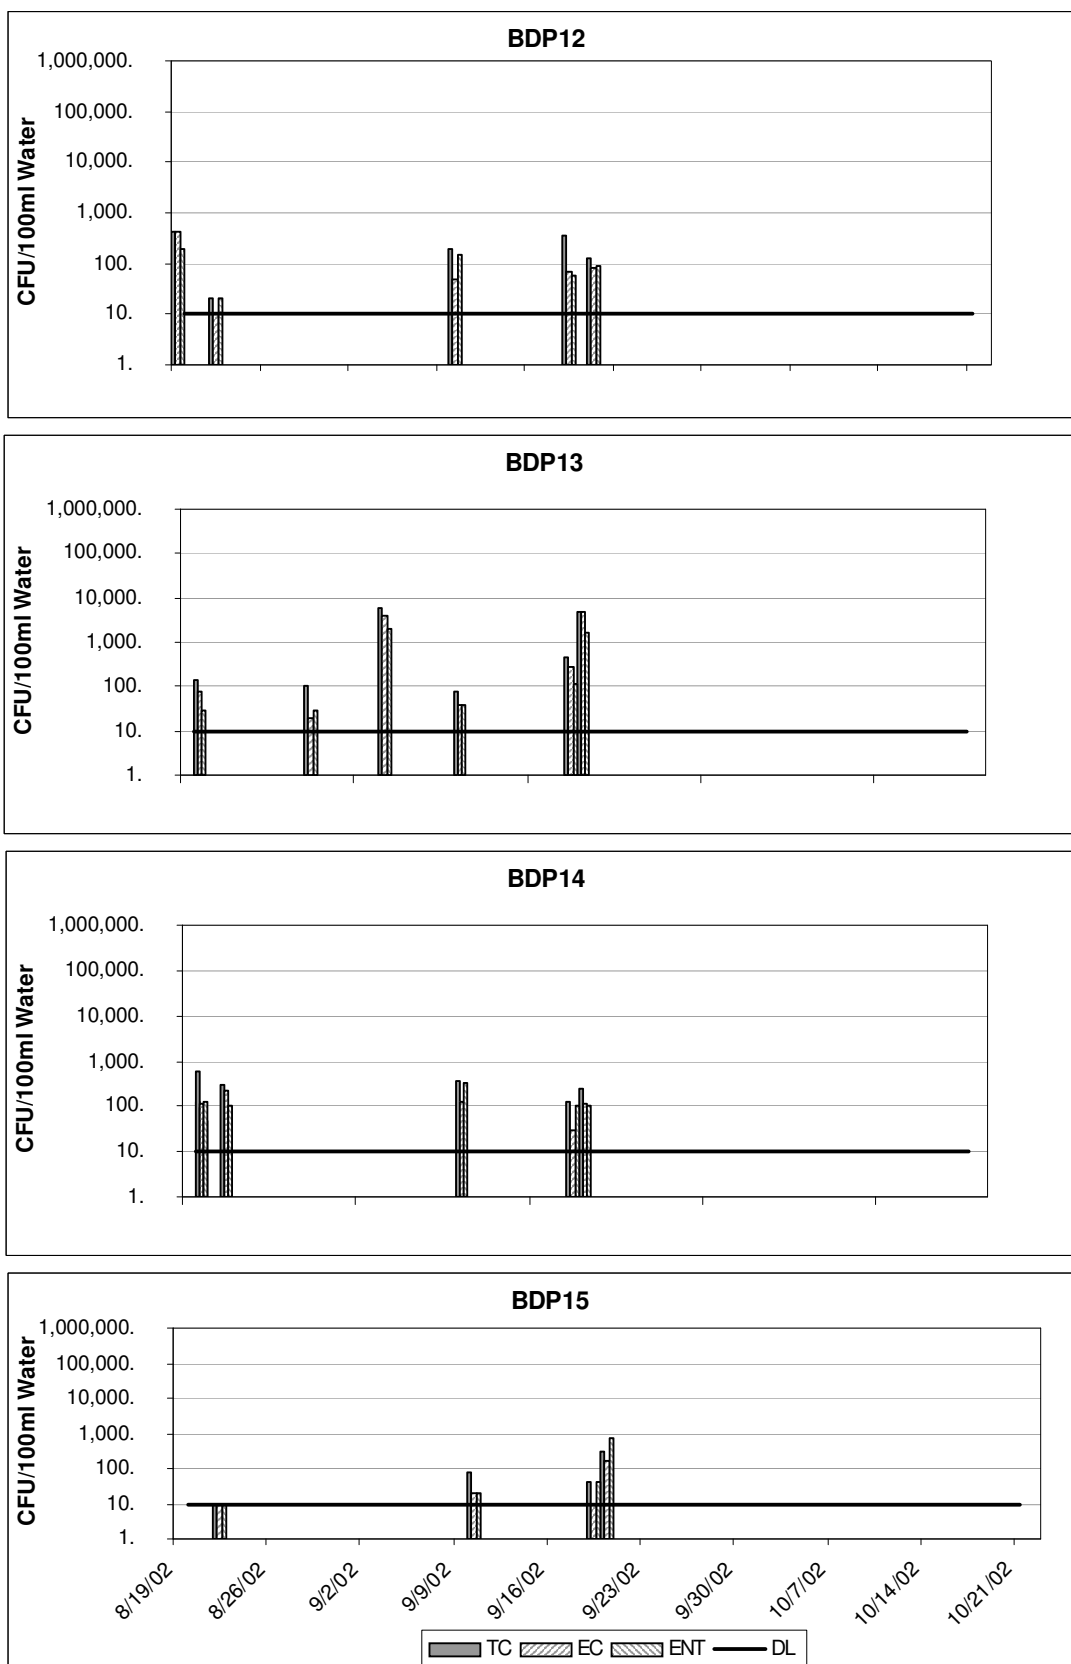 BDP12
CFU/100ml Water
1,000,000.
100,000.
10,000.
1,000.
100.
10.
1.
BDP13
CFU/100ml Water
1,000,000.
100,000.
10,000.
1,000.
100.
10.
1.
BDP14
CFU/100ml Water
1,000,000.
100,000.
10,000.
1,000.
100.
10.
1.
BDP15
CFU/100ml Water
1,000,000.
100,000.
10,000.
1,000.
100.
10.
1.
8/19/02 8/26/02 9/2/02 9/9/02 9/16/02 9/23/02 9/30/02 10/7/02 10/14/02 10/21/02
TC EC ENT DL